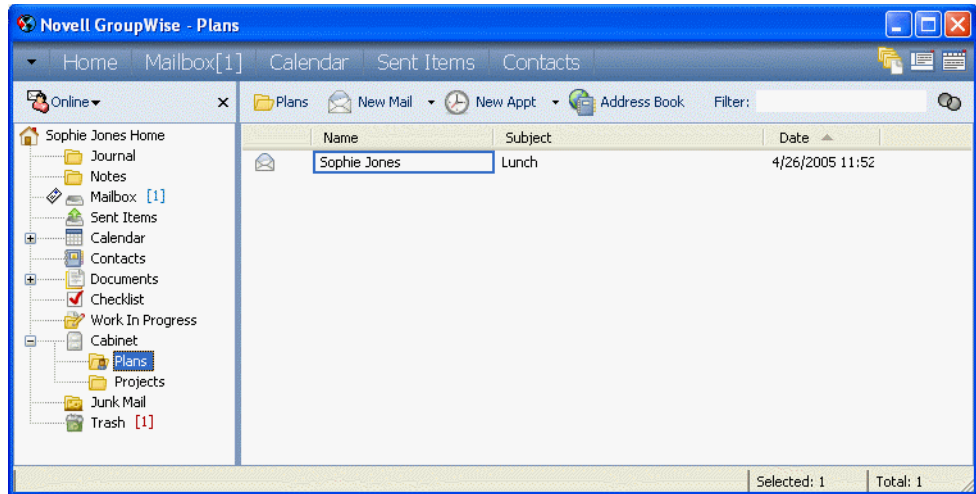 Novell GroupWise - Plans
Home Mailbox[1] Calendar Sent Items Contacts
Online Plans New Mail New Appt Address Book Filter:
Sophie Jones Home
Journal
Notes
Mailbox [1]
Sent Items
Calendar
Contacts
Documents
Checklist
Work In Progress
Cabinet
Plans
Projects
Junk Mail
Trash [1]
Name Subject Date
Sophie Jones Lunch 4/26/2005 11:52
Selected: 1 Total: 1